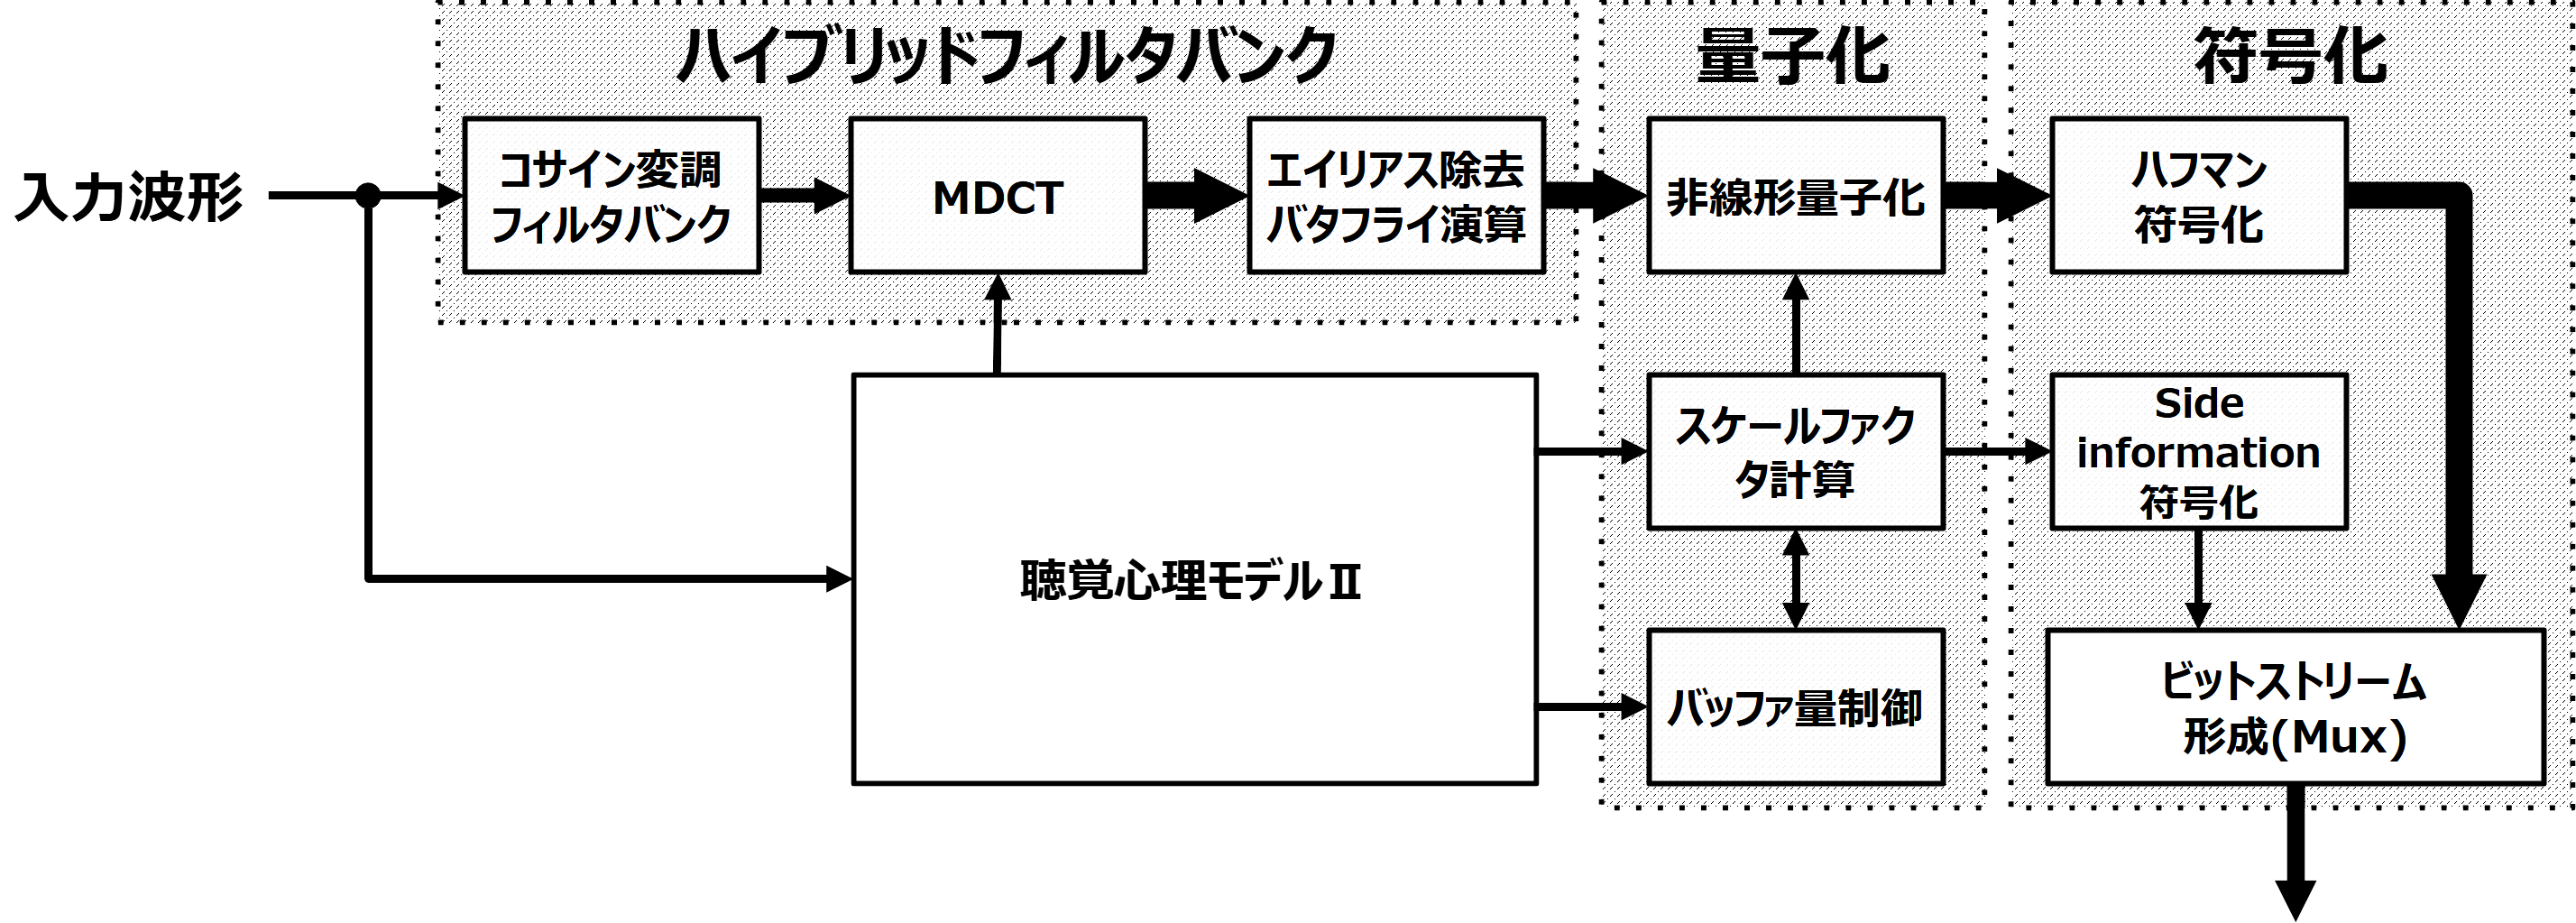 ハイブリッドフィルタバンク
量子化
符号化
入力波形
コサイン変調
フィルタバンク
MDCT
エイリアス除去
バタフライ演算
非線形量子化
ハフマン
符号化
聴覚心理モデルⅡ
スケールファク
タ計算
Side
information
符号化
バッファ量制御
ビットストリーム
形成(Mux)